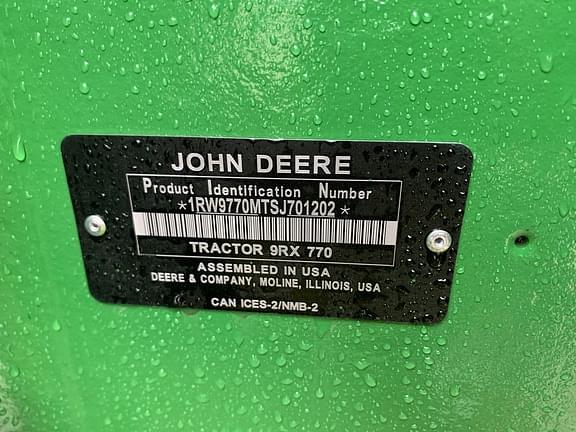 JOHN DEERE
Product Identification Number
*1RW9770MTSJ701202*
TRACTOR 9RX 770
ASSEMBLED IN USA
DEERE & COMPANY, MOLINE, ILLINOIS, USA
CAN ICES-2/NMB-2